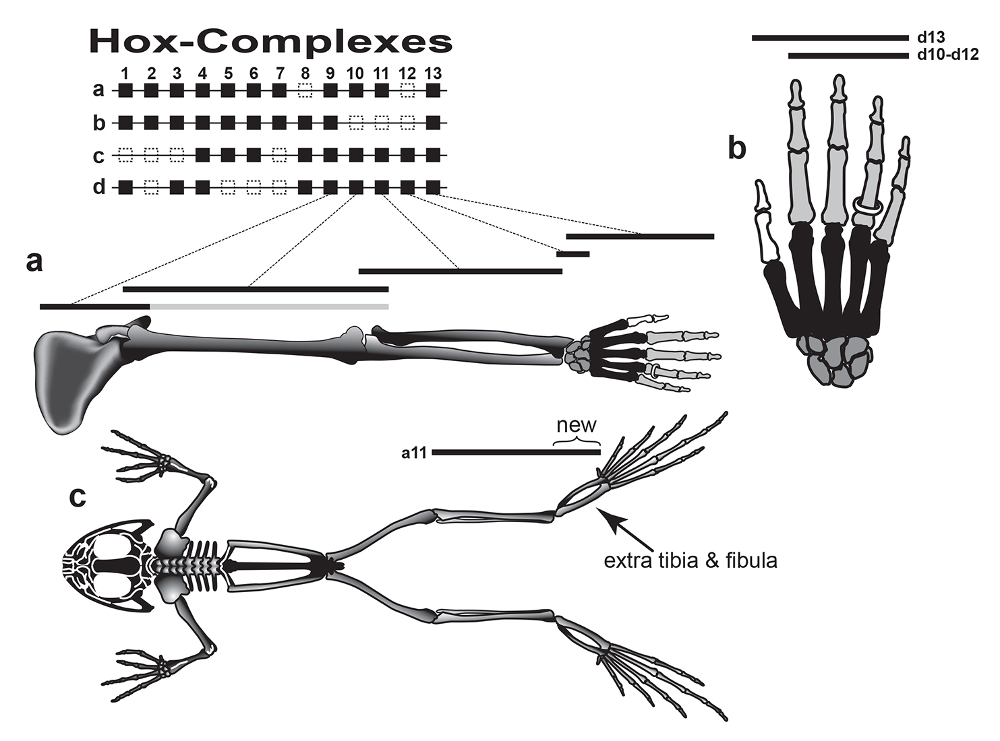 Hox-Complexes
1 2 3 4 5 6 7 8 9 10 11 12 13
a
b
c
d
d13
d10-d12
a
b
c
new
a11
extra tibia & fibula